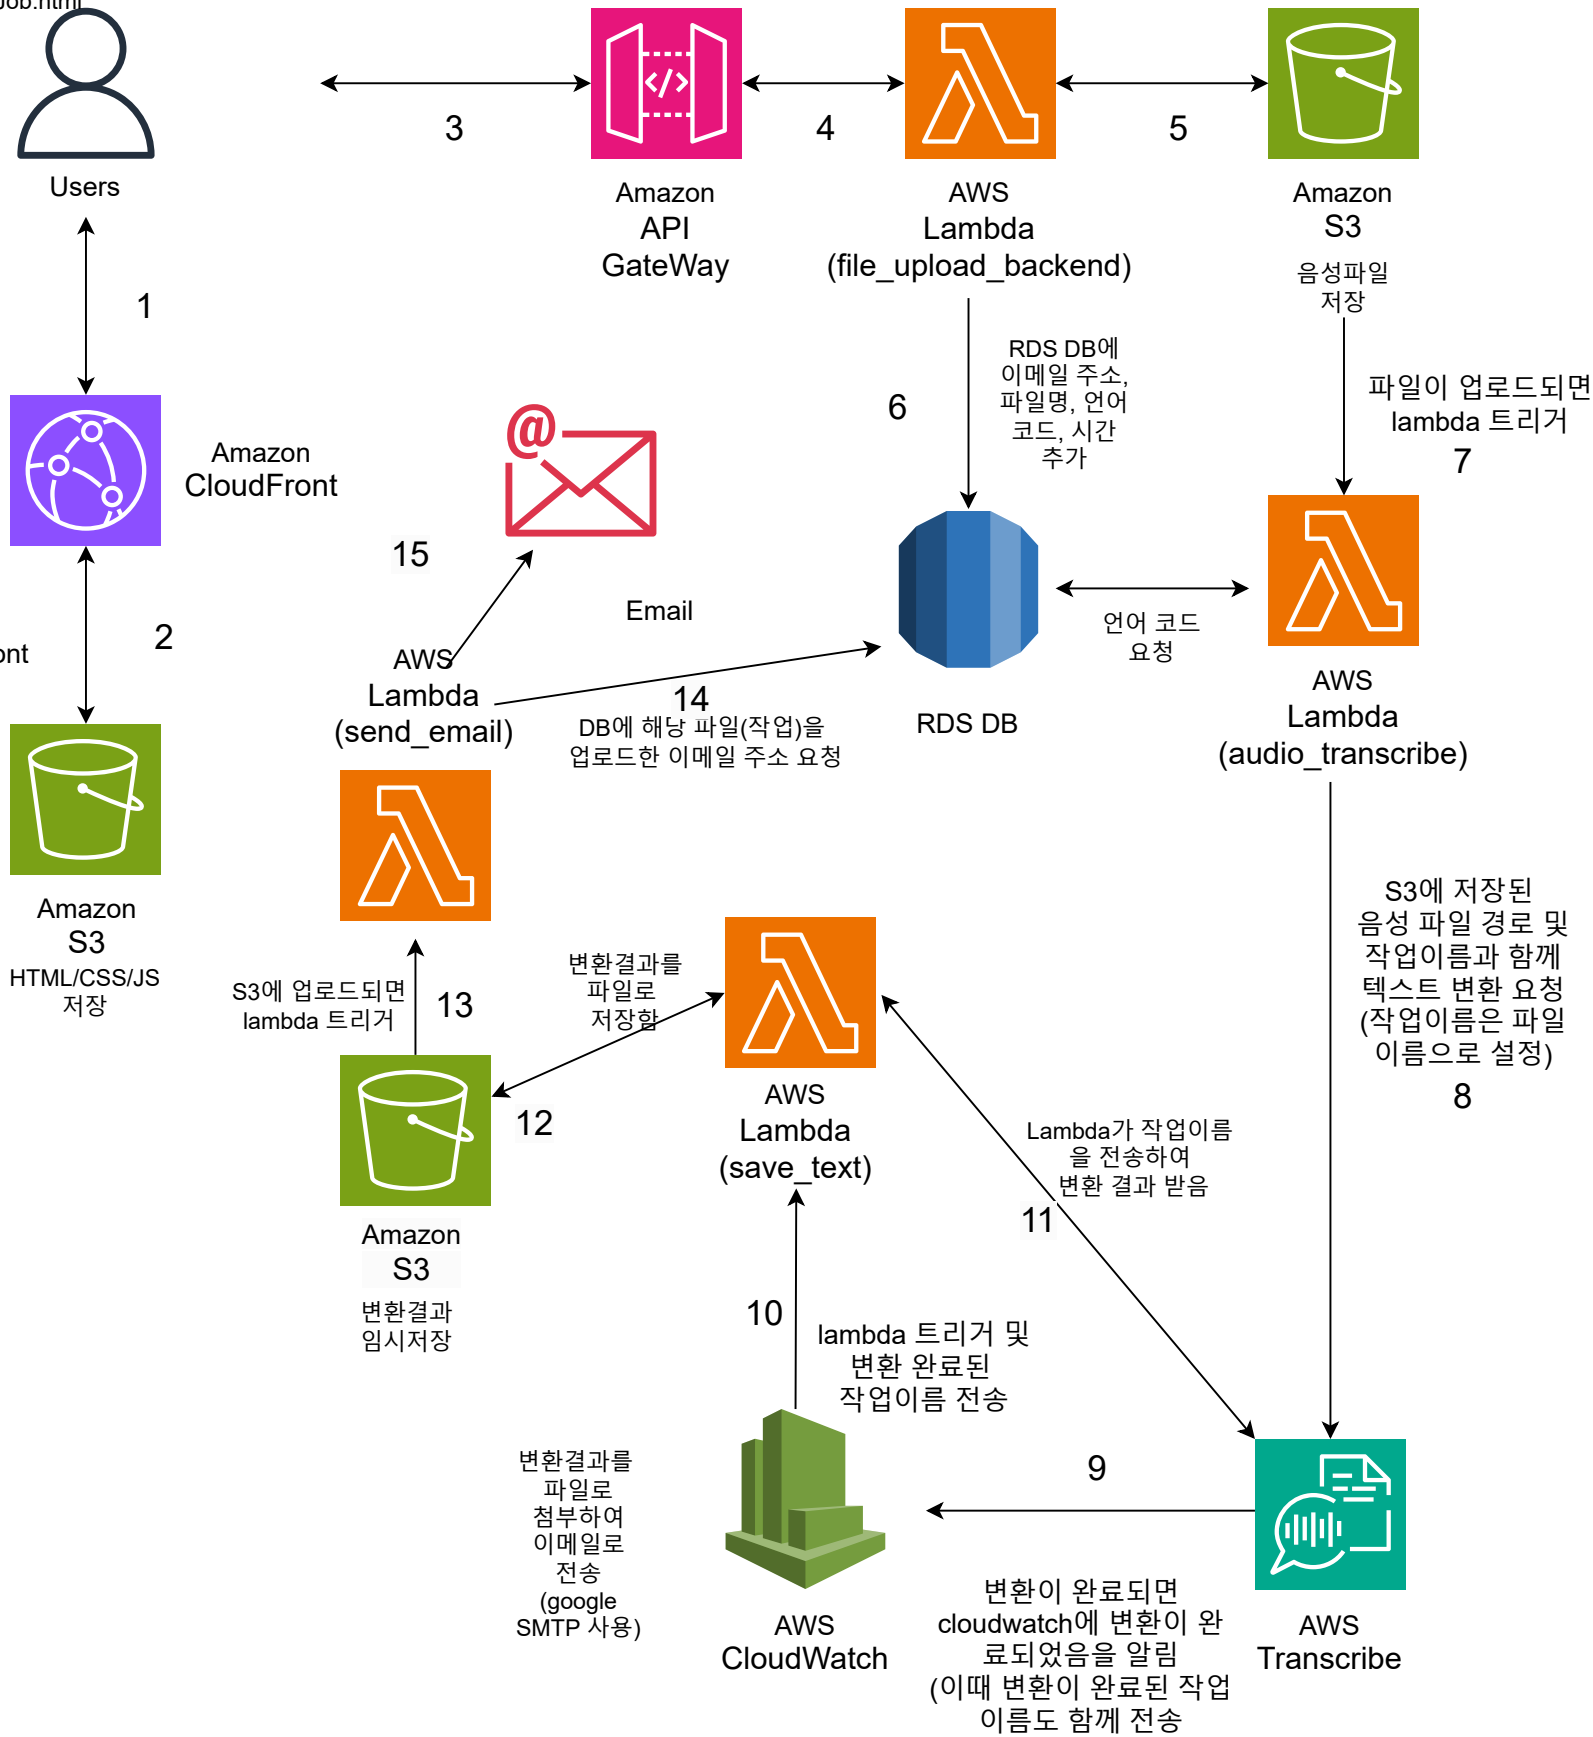 Job.html
Users
1
Amazon
CloudFront
2
ont
Amazon
S3
HTML/CSS/JS
저장
3
Amazon
API
GateWay
4
AWS
Lambda
(file_upload_backend)
5
Amazon
S3
음성파일
저장
6
RDS DB에
이메일 주소,
파일명, 언어
코드, 시간
추가
파일이 업로드되면
lambda 트리거
7
RDS DB
언어 코드
요청
AWS
Lambda
(audio_transcribe)
S3에 저장된
음성 파일 경로 및
작업이름과 함께
텍스트 변환 요청
(작업이름은 파일
이름으로 설정)
8
AWS
Transcribe
9
변환이 완료되면
cloudwatch에 변환이 완
료되었음을 알림
(이때 변환이 완료된 작업
이름도 함께 전송
AWS
CloudWatch
10
lambda 트리거 및
변환 완료된
작업이름 전송
AWS
Lambda
(save_text)
Lambda가 작업이름
을 전송하여
변환 결과 받음
11
변환결과를
파일로
저장함
12
Amazon
S3
변환결과
임시저장
S3에 업로드되면
lambda 트리거
13
AWS
Lambda
(send_email)
14
DB에 해당 파일(작업)을
업로드한 이메일 주소 요청
15
Email
변환결과를
파일로
첨부하여
이메일로
전송
(google
SMTP 사용)